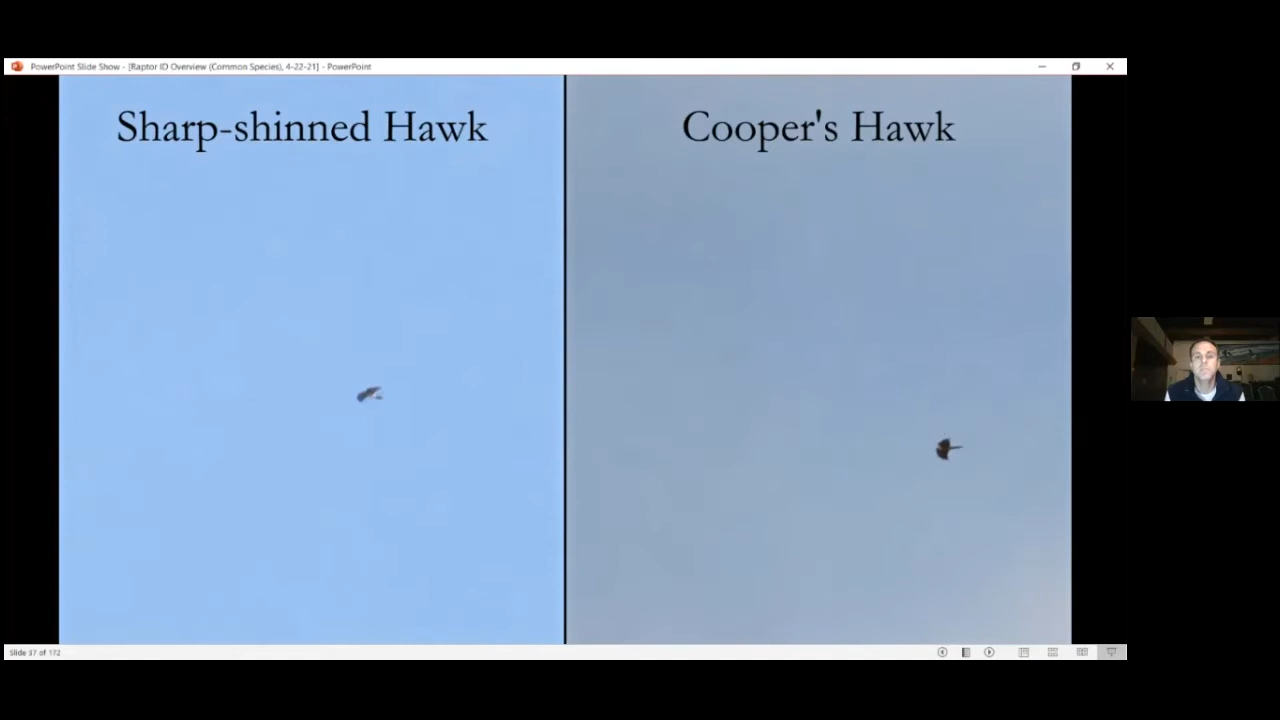 PowerPoint Slide Show - [Raptor ID Overview (Common Species), 4-22-21] - PowerPoint
Sharp-shinned Hawk
Cooper's Hawk
Slide 37 of 172